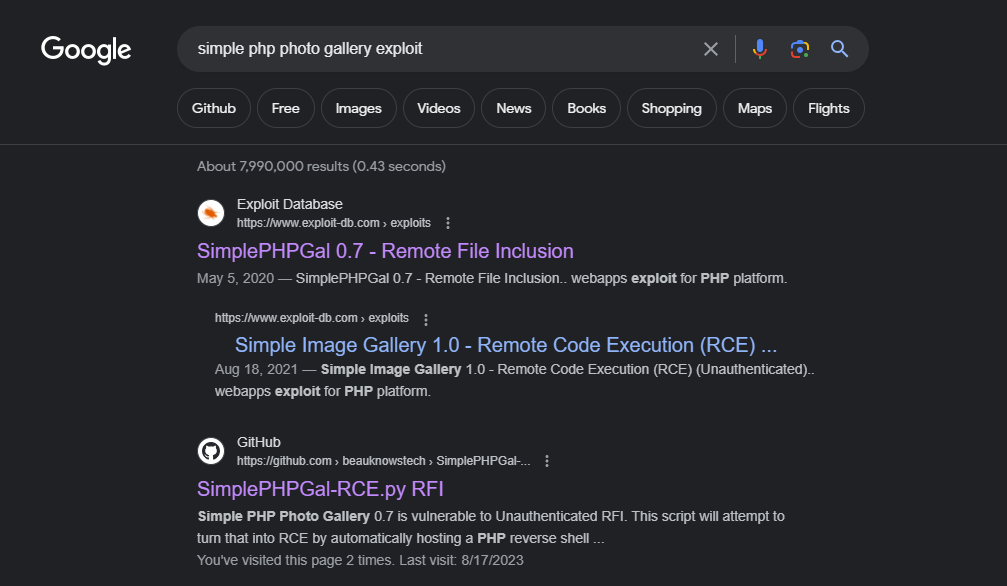 Google
simple php photo gallery exploit
Github Free Images Videos News Books Shopping Maps Flights
About 7,990,000 results (0.43 seconds)
Exploit Database
https://www.exploit-db.com › exploits
SimplePHPGal 0.7 - Remote File Inclusion
May 5, 2020 — SimplePHPGal 0.7 - Remote File Inclusion.. webapps exploit for PHP platform.
https://www.exploit-db.com › exploits
Simple Image Gallery 1.0 - Remote Code Execution (RCE) ...
Aug 18, 2021 — Simple Image Gallery 1.0 - Remote Code Execution (RCE) (Unauthenticated)..
webapps exploit for PHP platform.
GitHub
https://github.com › beauknowstech › SimplePHPGal-...
SimplePHPGal-RCE.py RFI
Simple PHP Photo Gallery 0.7 is vulnerable to Unauthenticated RFI. This script will attempt to
turn that into RCE by automatically hosting a PHP reverse shell ...
You've visited this page 2 times. Last visit: 8/17/2023